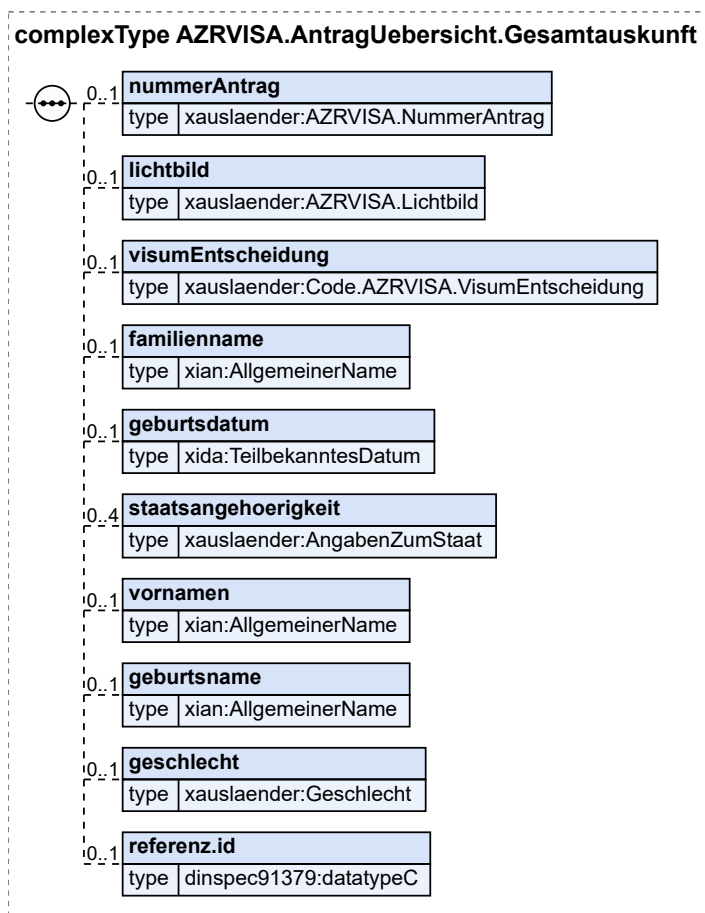 complexType AZRVISA.AntragUebersicht.Gesamtauskunft
0..1 nummerAntrag
type xauslaender:AZRVISA.NummerAntrag
0..1 lichtbild
type xauslaender:AZRVISA.Lichtbild
0..1 visumEntscheidung
type xauslaender:Code.AZRVISA.VisumEntscheidung
0..1 familienname
type xian:AllgemeinerName
0..1 geburtsdatum
type xida:TeilbekanntesDatum
0..4 staatsangehoerigkeit
type xauslaender:AngabenZumStaat
0..1 vornamen
type xian:AllgemeinerName
0..1 geburtsname
type xian:AllgemeinerName
0..1 geschlecht
type xauslaender:Geschlecht
0..1 referenz.id
type dinspec91379:datatypeC